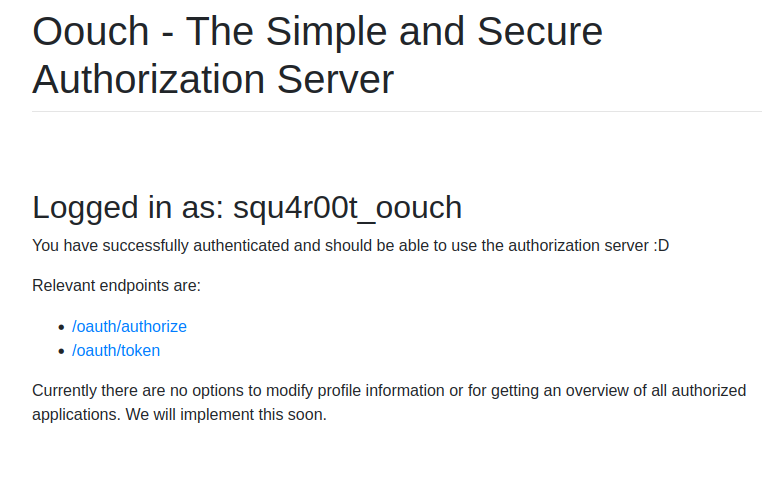 Oouch - The Simple and Secure
Authorization Server
Logged in as: squ4r00t_oouch
You have successfully authenticated and should be able to use the authorization server :D
Relevant endpoints are:
/oauth/authorize
/oauth/token
Currently there are no options to modify profile information or for getting an overview of all authorized
applications. We will implement this soon.